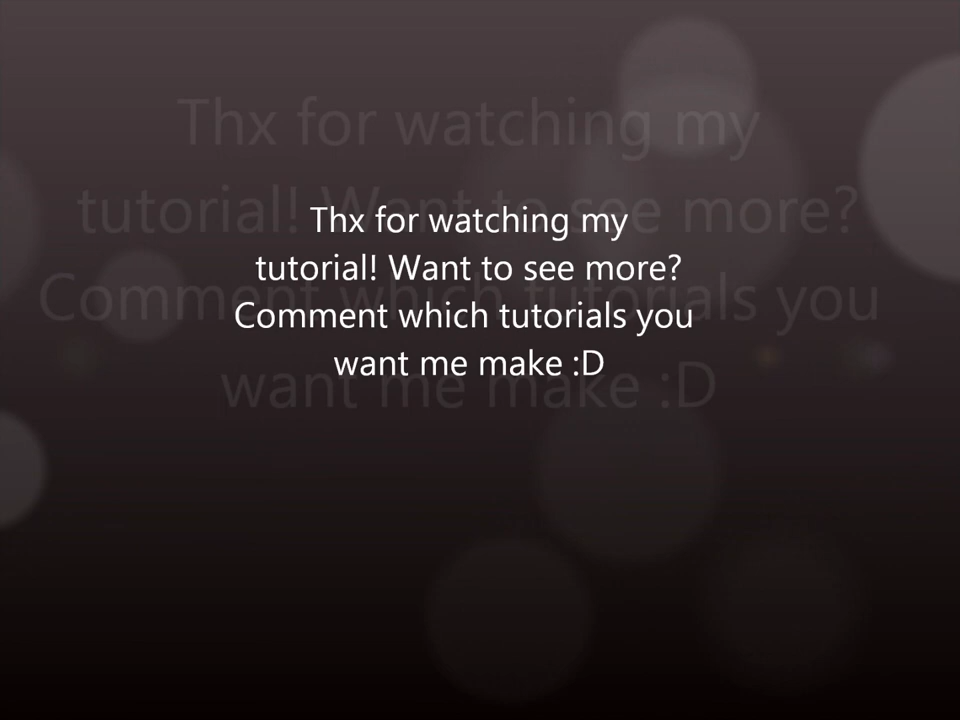 Thx for watching my
tutorial! Want to see more?
Comment which tutorials you
want me make :D